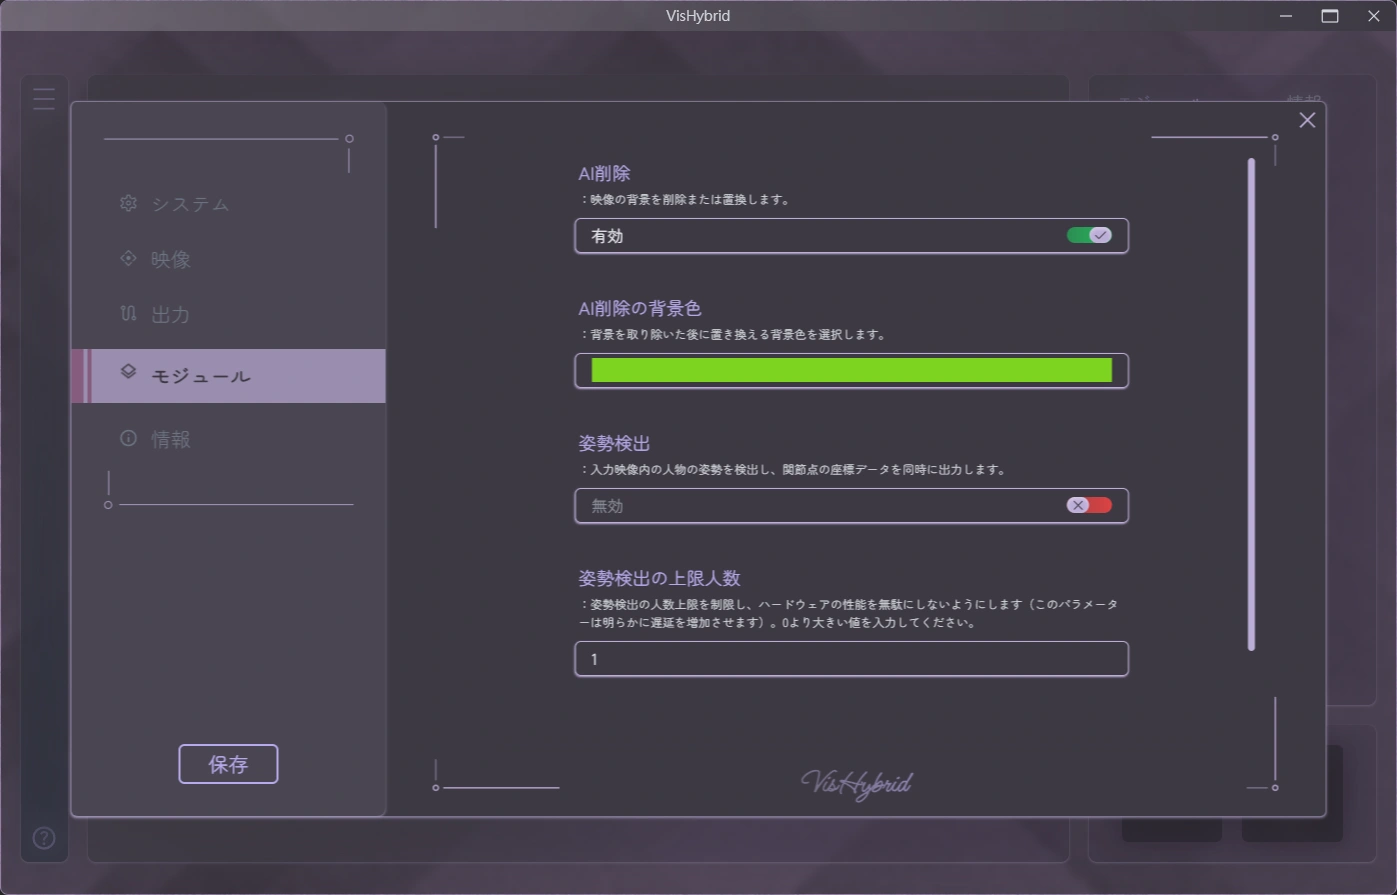 VisHybrid
情報
システム
映像
出力
モジュール
情報
保存
AI削除
：映像の背景を削除または置換します。
有効
AI削除の背景色
：背景を取り除いた後に置き換える背景色を選択します。
姿勢検出
：入力映像内の人物の姿勢を検出し、関節点の座標データを同時に出力します。
無効
姿勢検出の上限人数
：姿勢検出の人数上限を制限し、ハードウェアの性能を無駄にしないようにします（このパラメータ
ーは明らかに遅延を増加させます）。0より大きい値を入力してください。
1
VisHybrid